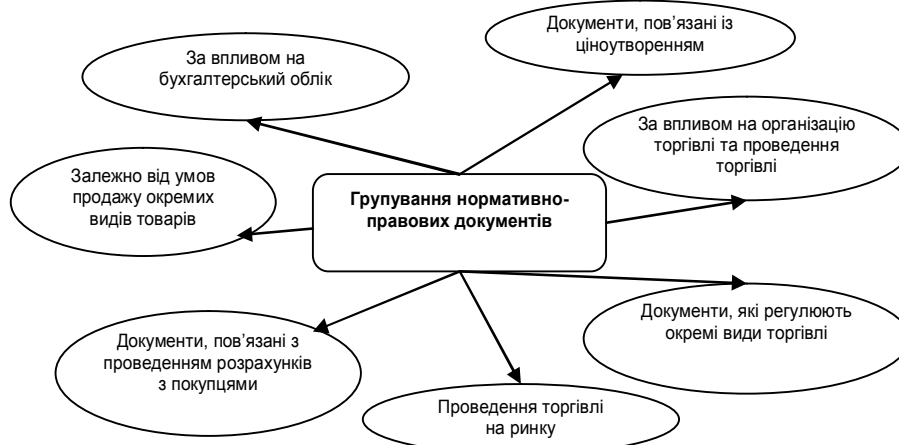 Документи, пов’язані із
ціноутворенням
За впливом на
бухгалтерський облік
За впливом на організацію
торгівлі та проведення
торгівлі
Залежно від умов
продажу окремих
видів товарів
Групування нормативно-
правових документів
Документи, які регулюють
окремі види торгівлі
Документи, пов’язані з
проведенням розрахунків
з покупцями
Проведення торгівлі
на ринку